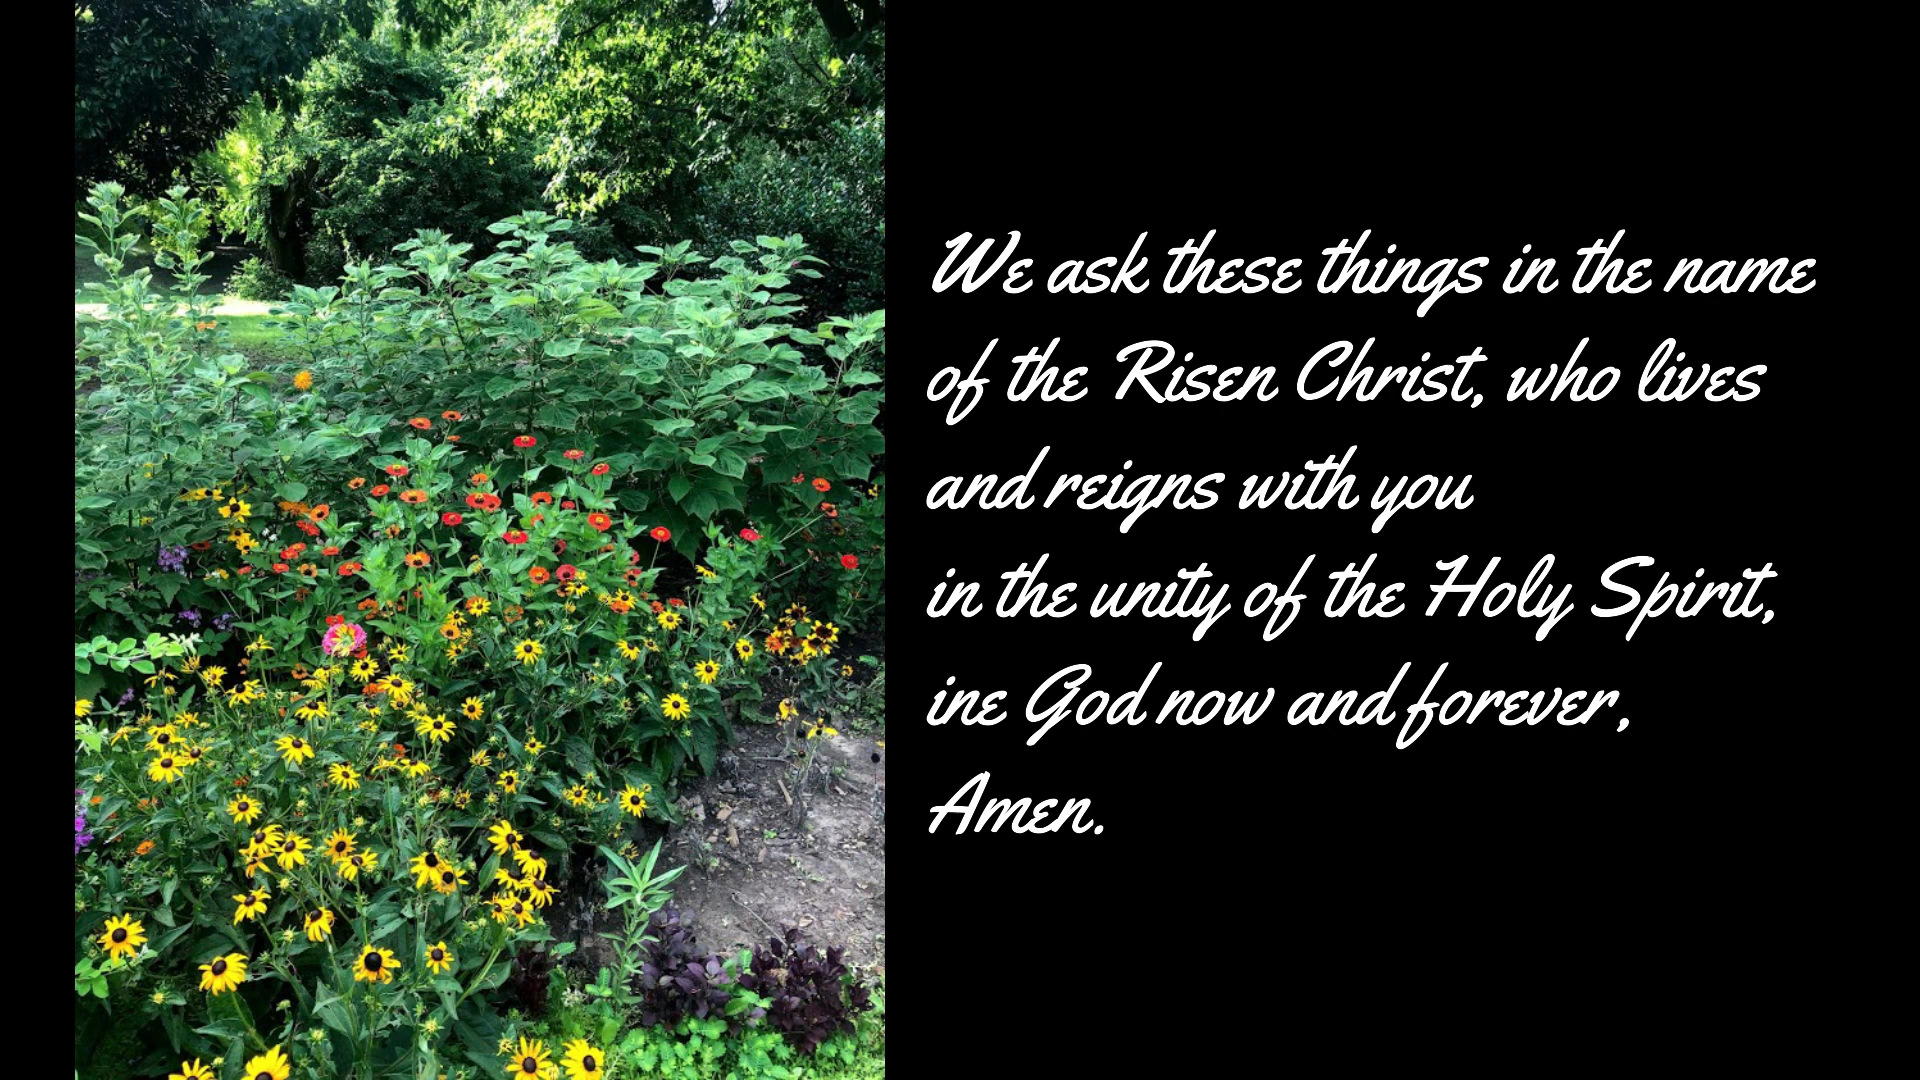 We ask these things in the name
of the Risen Christ, who lives
and reigns with you
in the unity of the Holy Spirit,
ine God now and forever,
Amen.